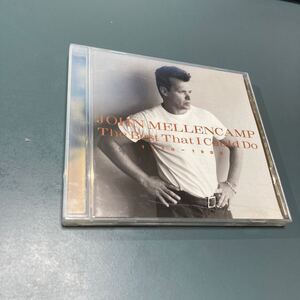 JOHN MELLENCAMP
The Best That I Could Do